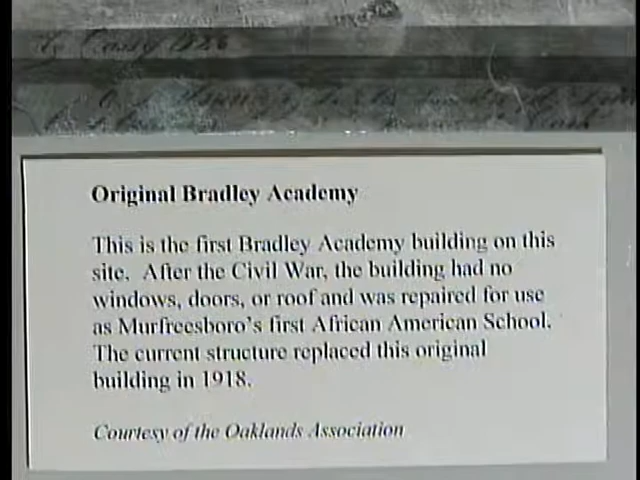 Original Bradley Academy
This is the first Bradley Academy building on this
site. After the Civil War, the building had no
windows, doors, or roof and was repaired for use
as Murfreesboro's first African American School.
The current structure replaced this original
building in 1918.
Courtesy of the Oaklands Association